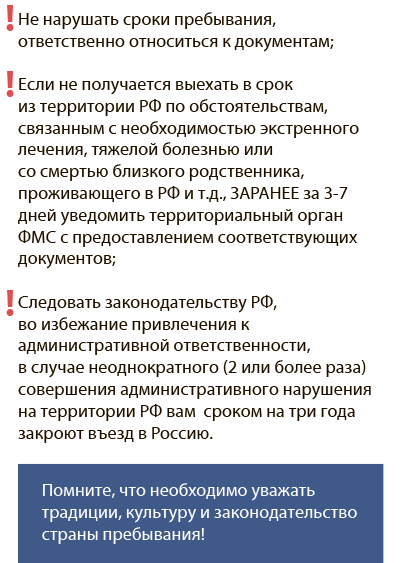 Не нарушать сроки пребывания,
ответственно относиться к документам;
Если не получается выехать в срок
из территории РФ по обстоятельствам,
связанным с необходимостью экстренного
лечения, тяжелой болезнью или
со смертью близкого родственника,
проживающего в РФ и т.д., ЗАРАНЕЕ за 3-7
дней уведомить территориальный орган
ФМС с предоставлением соответствующих
документов;
Следовать законодательству РФ,
во избежание привлечения к
административной ответственности,
в случае неоднократного (2 или более раза)
совершения административного нарушения
на территории РФ вам сроком на три года
закроют въезд в Россию.
Помните, что необходимо уважать
традиции, культуру и законодательство
страны пребывания!